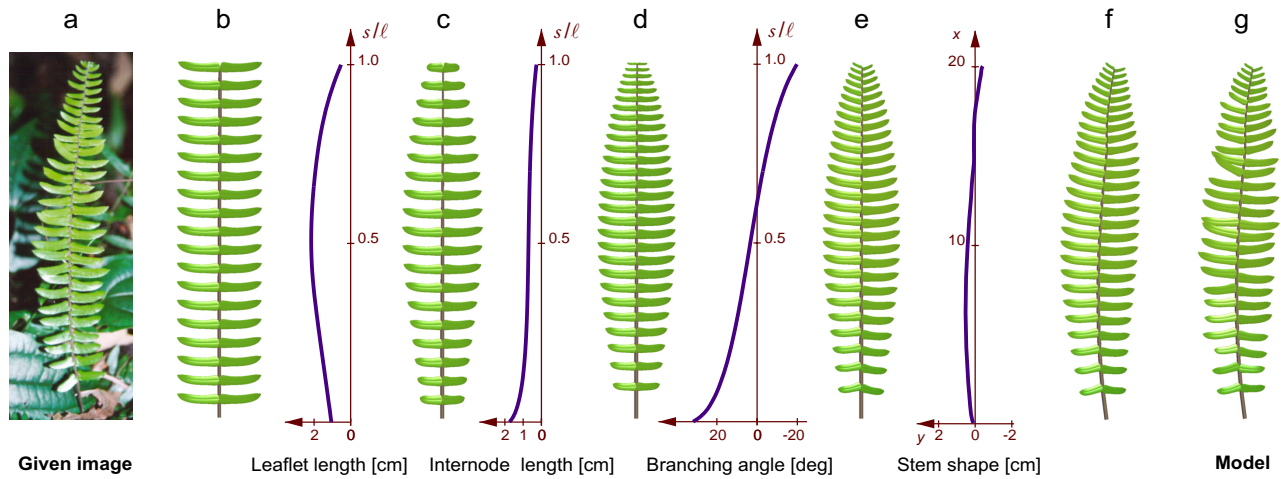 a b c d e f g
s/ℓ s/ℓ s/ℓ x
1.0 1.0 1.0 20
0.5 0.5 0.5 10
2 0 2 1 0 20 0 -20 y 2 0 -2
Given image Leaflet length [cm] Internode length [cm] Branching angle [deg] Stem shape [cm] Model